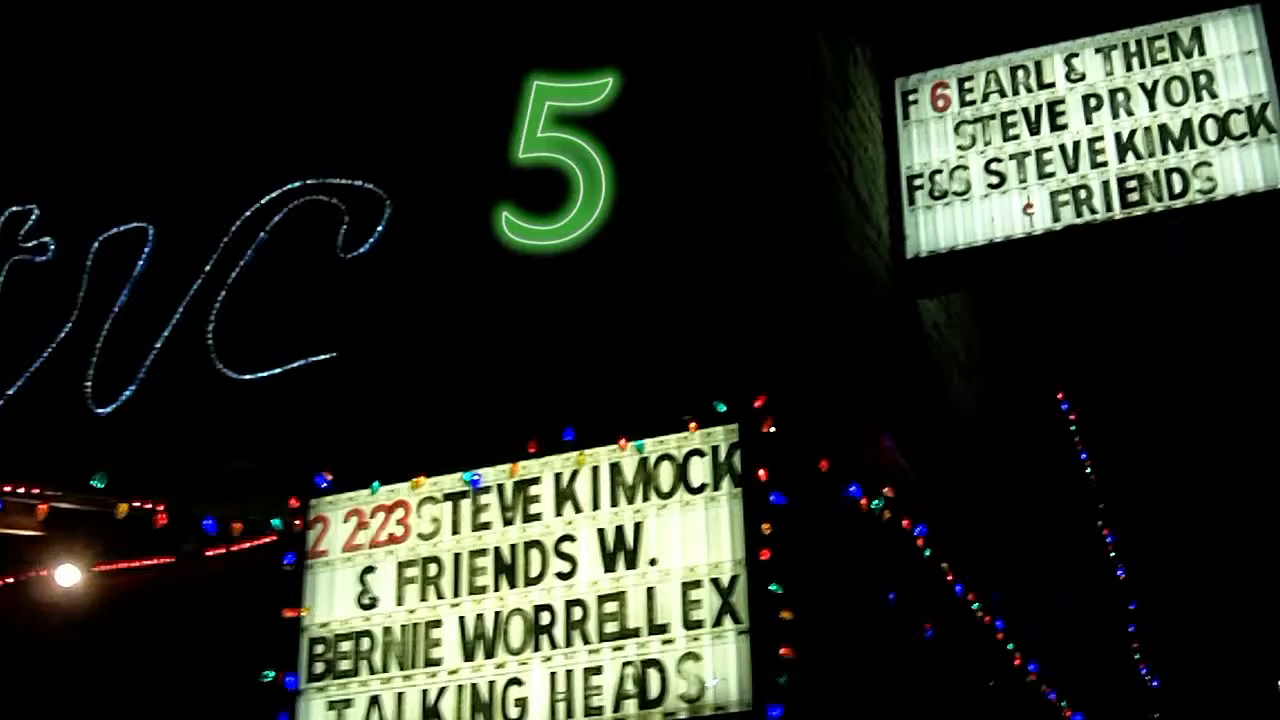 5
F 6 EARL & THEM
STEVE PRYOR
F&S STEVE KIMOCK
¢ FRIENDS
2 2-23 STEVE KIMOCK
& FRIENDS W.
BERNIE WORRELL EX
TALKING HEADS